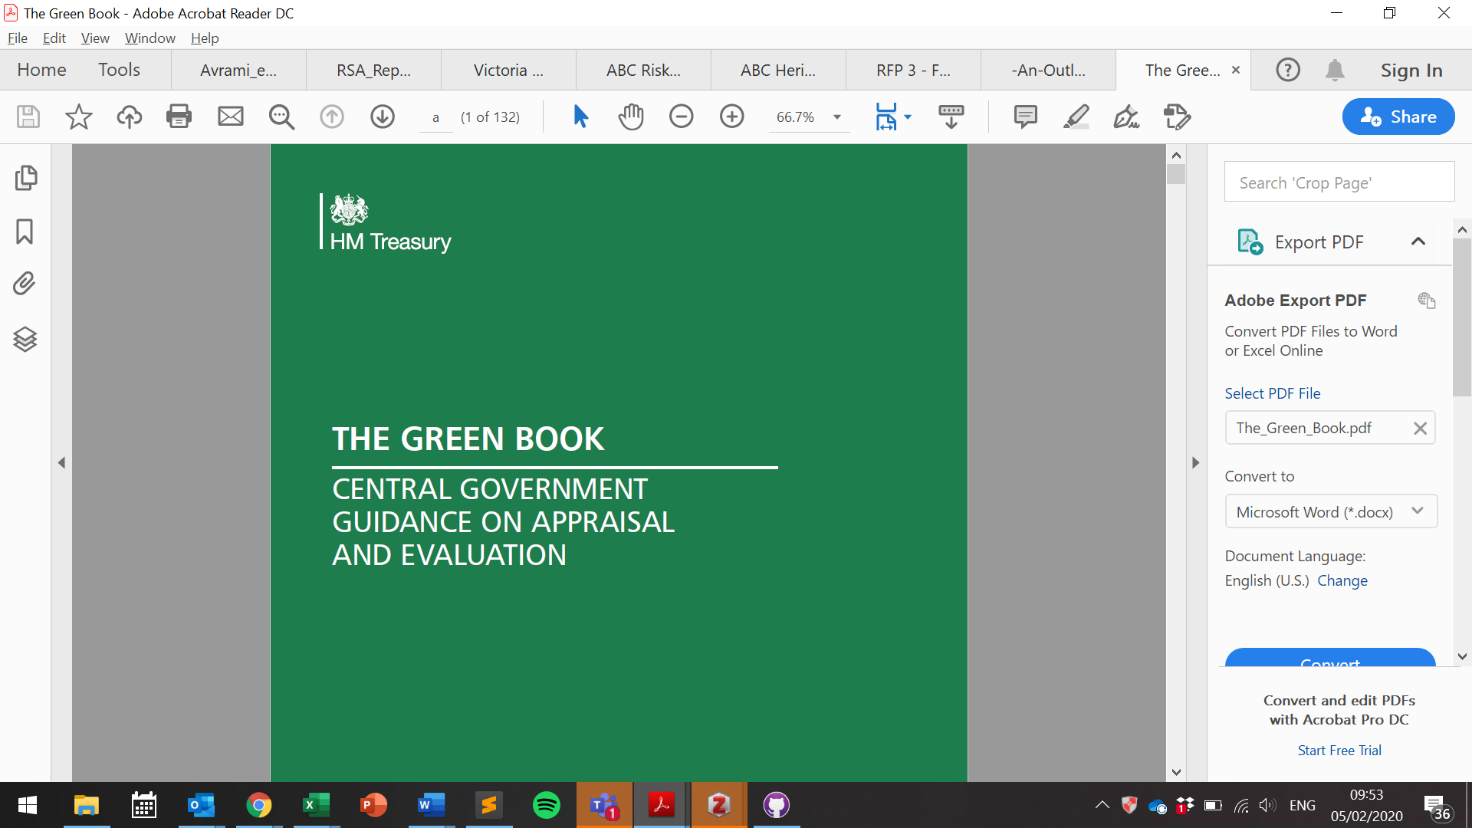 The Green Book - Adobe Acrobat Reader DC
File Edit View Window Help
Home Tools Avrami_e... RSA_Rep... Victoria ... ABC Risk... ABC Heri... RFP 3 - F... -An-Outl... The Gree... Sign In
a (1 of 132) 66.7% Share
Search 'Crop Page'
HM Treasury
Export PDF
Adobe Export PDF
Convert PDF Files to Word
or Excel Online
Select PDF File
The_Green_Book.pdf
THE GREEN BOOK
CENTRAL GOVERNMENT
GUIDANCE ON APPRAISAL
AND EVALUATION
Convert to
Microsoft Word (*.docx)
Document Language:
English (U.S.) Change
Convert
Convert and edit PDFs
with Acrobat Pro DC
Start Free Trial
1 1 ENG 09:53
05/02/2020 36